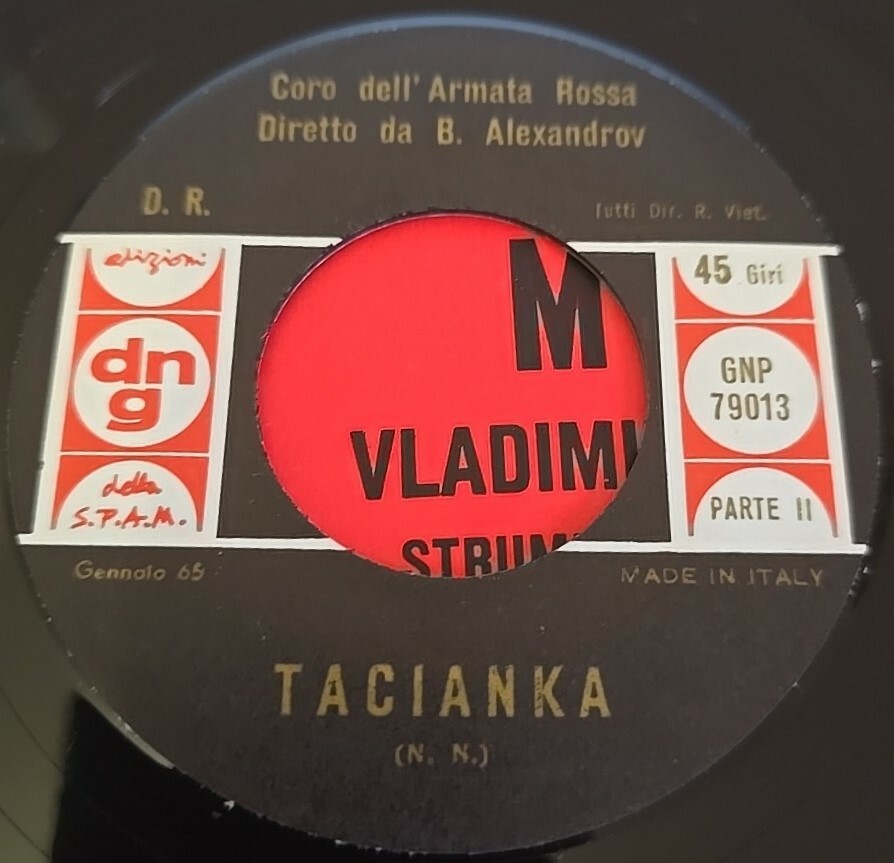 Coro dell' Armata Rossa
Diretto da B. Alexandrov
D. R.
Tutti Dir. R. Viet.
edizioni
dng
della
S.P.A.M.
45 Giri
GNP
79013
PARTE II
M
VLADIMI
STRUM
Gennaio 65
MADE IN ITALY
TACIANKA
(N. N.)